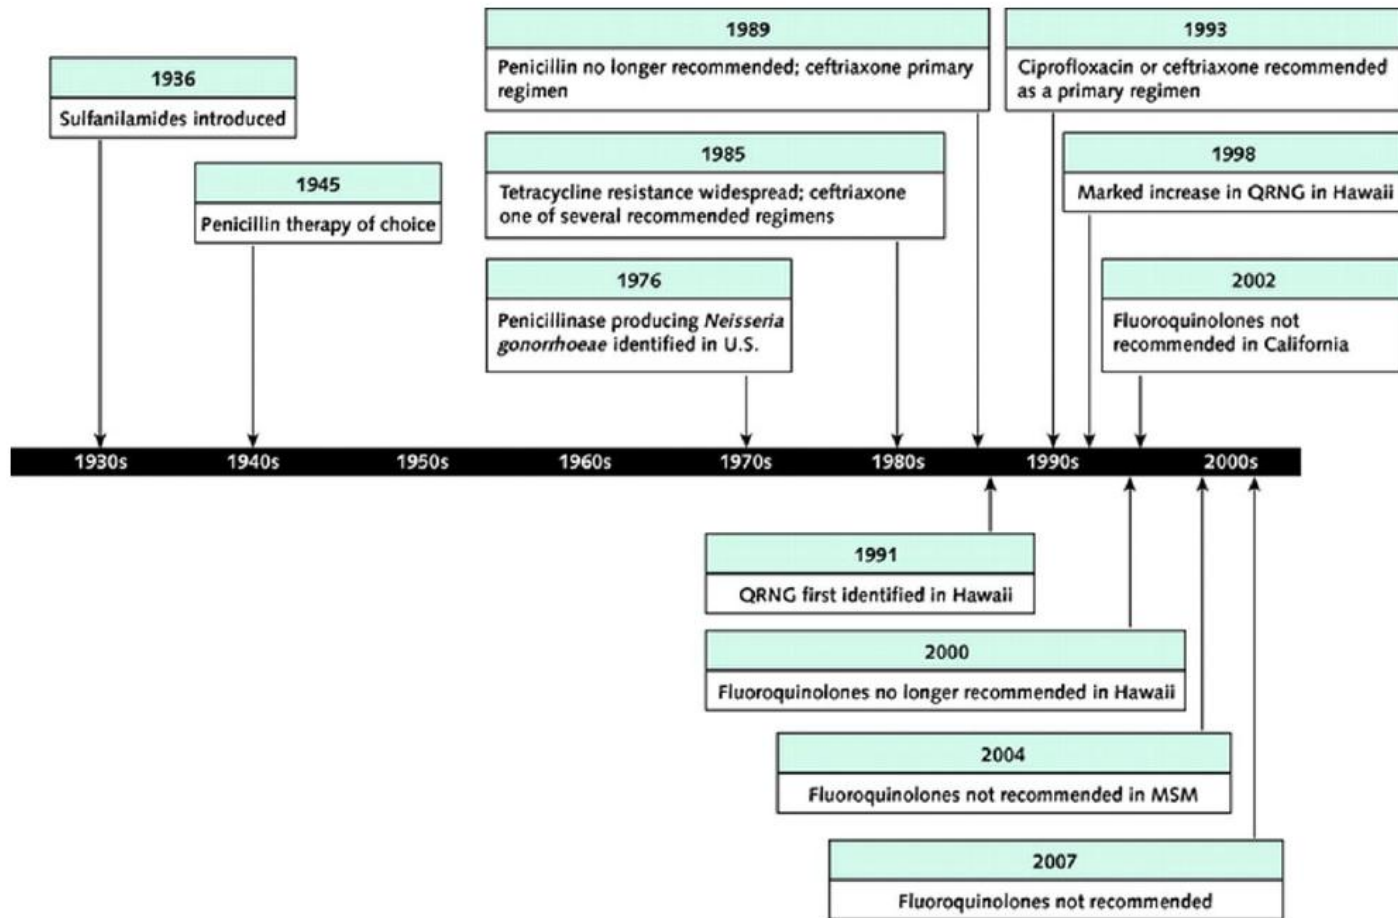 1936
Sulfanilamides introduced
1945
Penicillin therapy of choice
1989
Penicillin no longer recommended; ceftriaxone primary
regimen
1985
Tetracycline resistance widespread; ceftriaxone
one of several recommended regimens
1976
Penicillinase producing Neisseria
gonorrhoeae identified in U.S.
1993
Ciprofloxacin or ceftriaxone recommended
as a primary regimen
1998
Marked increase in QRNG in Hawaii
2002
Fluoroquinolones not
recommended in California
1930s 1940s 1950s 1960s 1970s 1980s 1990s 2000s
1991
QRNG first identified in Hawaii
2000
Fluoroquinolones no longer recommended in Hawaii
2004
Fluoroquinolones not recommended in MSM
2007
Fluoroquinolones not recommended